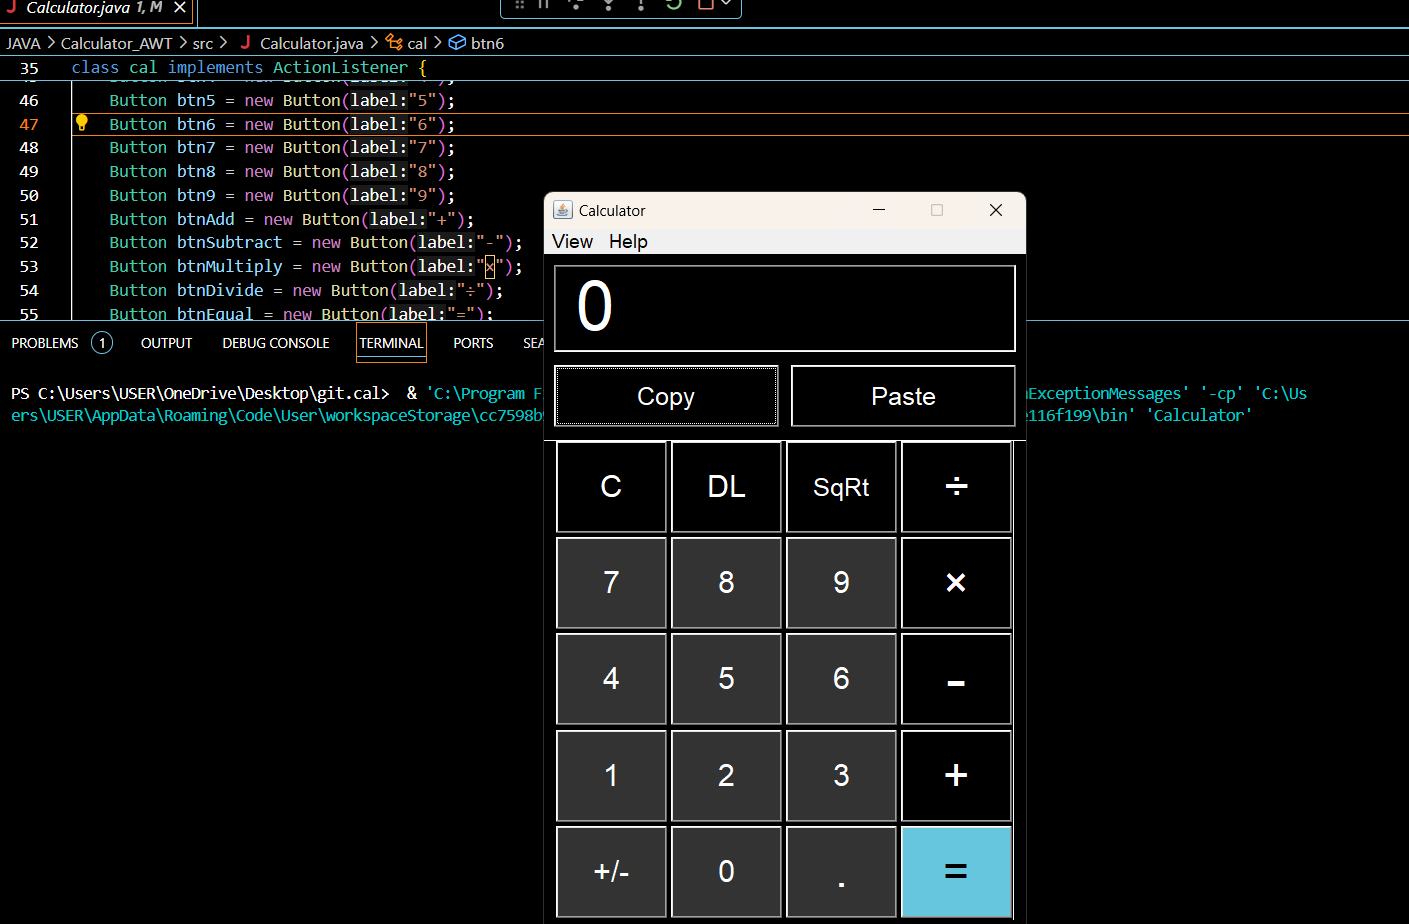 Calculator.java 1, M
JAVA > Calculator_AWT > src > Calculator.java > cal > btn6
35 class cal implements ActionListener {
46 Button btn5 = new Button(label:"5");
47 Button btn6 = new Button(label:"6");
48 Button btn7 = new Button(label:"7");
49 Button btn8 = new Button(label:"8");
50 Button btn9 = new Button(label:"9");
51 Button btnAdd = new Button(label:"+");
52 Button btnSubtract = new Button(label:"-");
53 Button btnMultiply = new Button(label:"×");
54 Button btnDivide = new Button(label:"÷");
55 Button btnEqual = new Button(label:"=");
PROBLEMS 1 OUTPUT DEBUG CONSOLE TERMINAL PORTS
PS C:\Users\USER\OneDrive\Desktop\git.cal> & 'C:\Program ExceptionMessages' '-cp' 'C:\Us
ers\USER\AppData\Roaming\Code\User\workspaceStorage\ \bin' 'Calculator'
Calculator
View Help
0
Copy Paste
C DL SqRt ÷
7 8 9 ×
4 5 6 -
1 2 3 +
+/- 0 . =